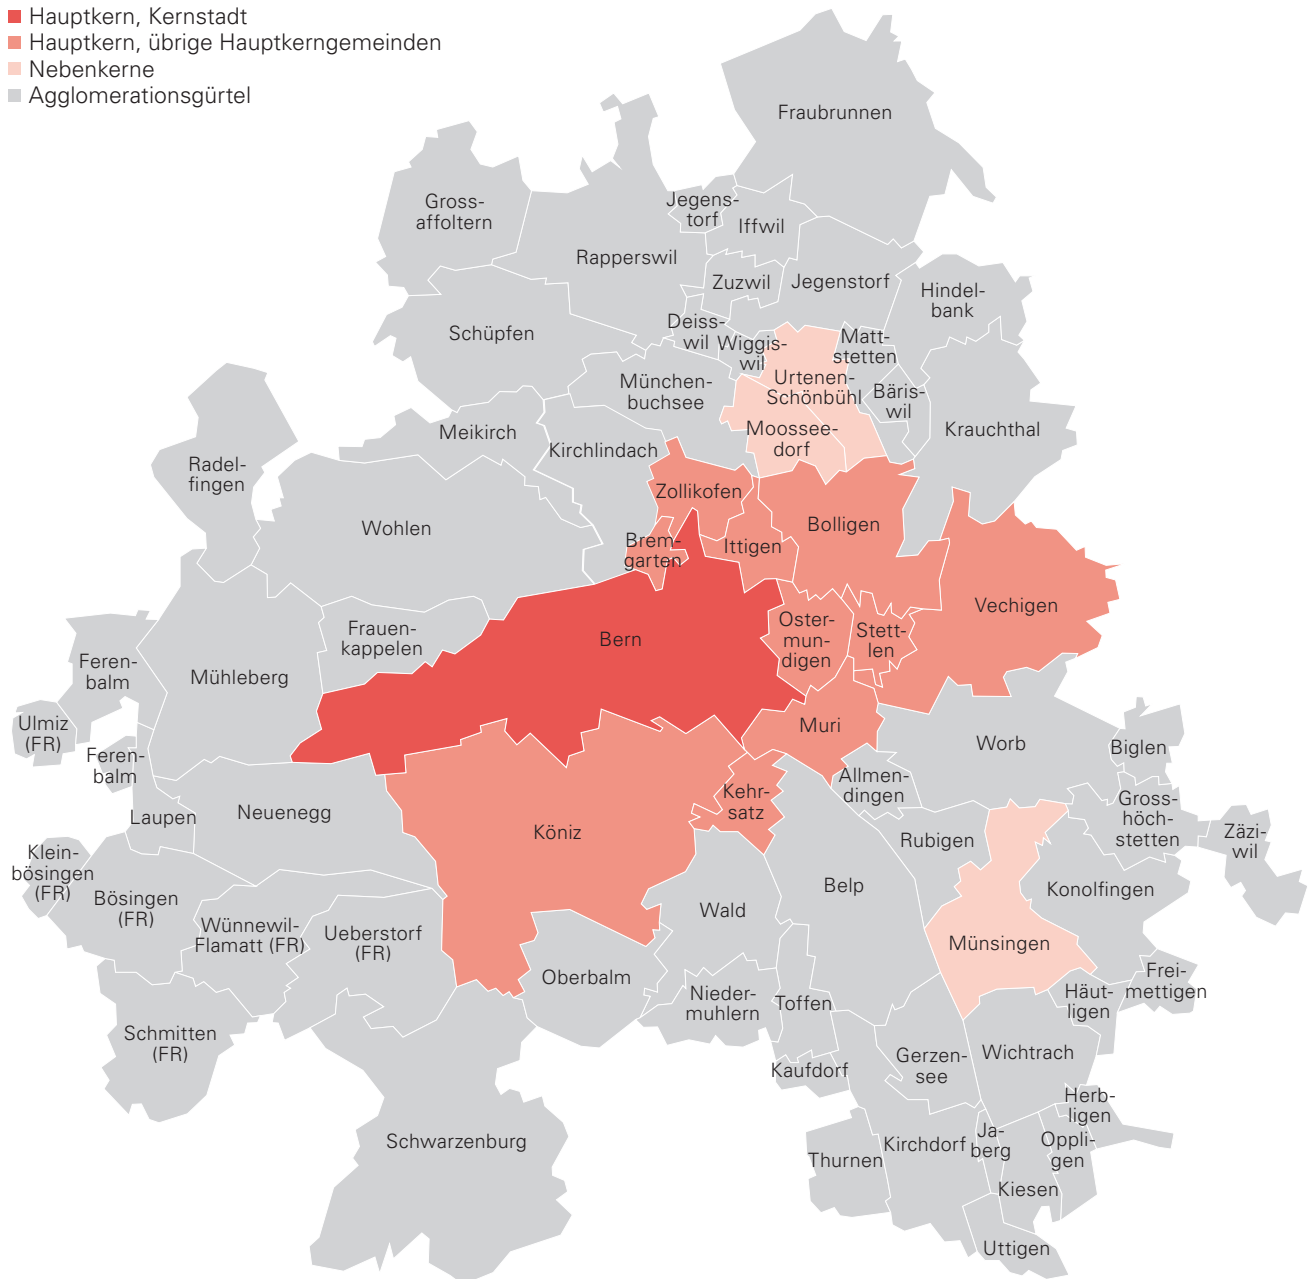 Hauptkern, Kernstadt
Hauptkern, übrige Hauptkerngemeinden
Nebenkerne
Agglomerationsgürtel
Fraubrunnen
Gross-
affoltern
Jegens-
torf
Iffwil
Rapperswil
Zuzwil
Jegenstorf
Hindel-
bank
Schüpfen
Deiss-
wil
Wiggis-
wil
Matt-
stetten
Urtenen-
Schönbühl
München-
buchsee
Bäris-
wil
Moossee-
dorf
Krauchthal
Meikirch
Kirchlindach
Radel-
fingen
Zollikofen
Wohlen
Bolligen
Brem-
garten
Ittigen
Vechigen
Frauen-
kappelen
Bern
Oster-
mun-
digen
Stett-
len
Feren-
balm
Mühleberg
Ulmiz
(FR)
Muri
Worb
Biglen
Feren-
balm
Allmen-
dingen
Laupen
Neuenegg
Kehr-
satz
Gross-
höch-
stetten
Köniz
Rubigen
Zäzi-
wil
Klein-
bösingen
(FR)
Bösingen
(FR)
Belp
Konolfingen
Wünnewil-
Flamatt (FR)
Ueberstorf
(FR)
Wald
Münsingen
Oberbalm
Nieder-
muhlern
Toffen
Häut-
ligen
Frei-
mettigen
Schmitten
(FR)
Kaufdorf
Gerzen-
see
Wichtrach
Herb-
ligen
Schwarzenburg
Thurnen
Kirchdorf
Ja-
berg
Oppli-
gen
Kiesen
Uttigen